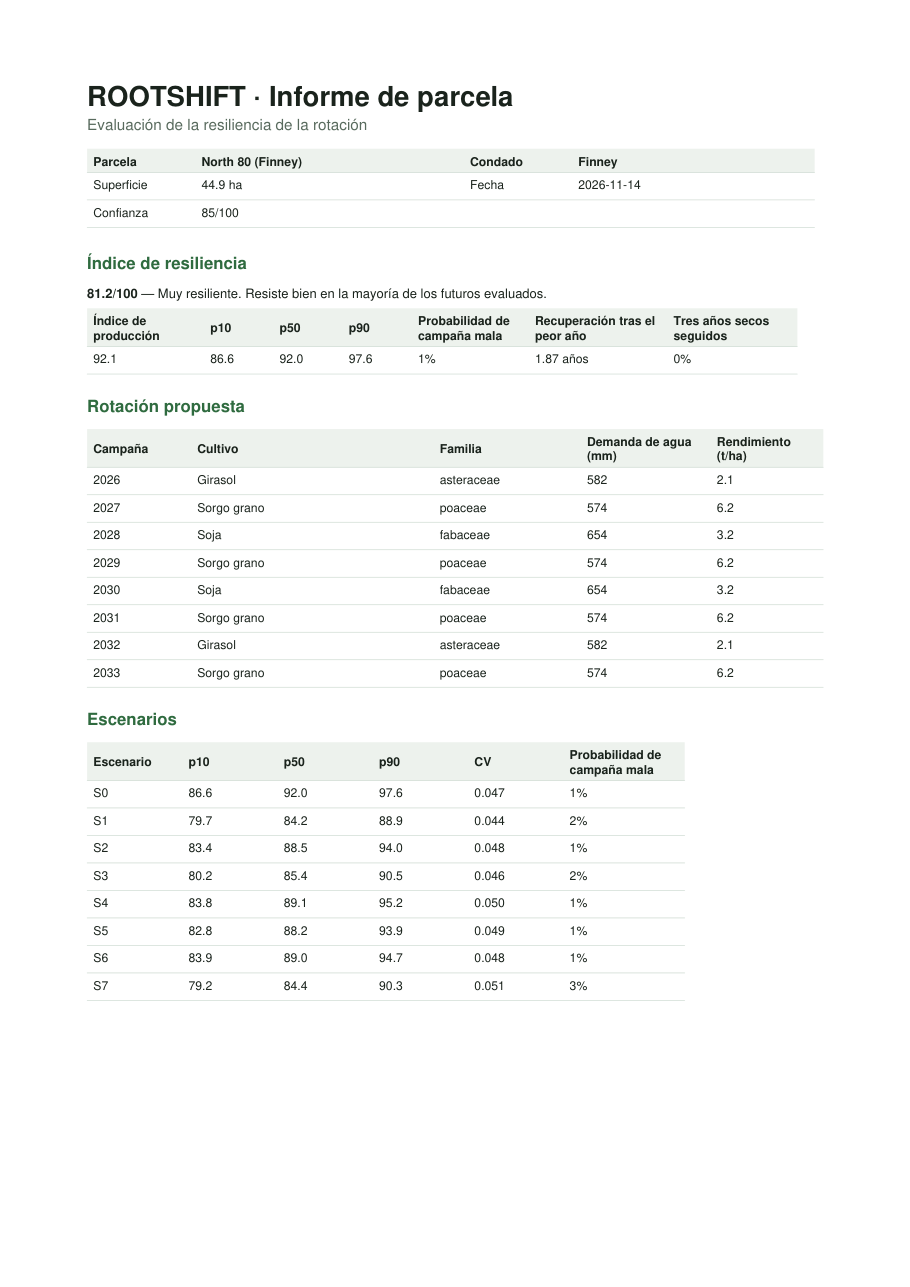 ROOTSHIFT · Informe de parcela
Evaluación de la resiliencia de la rotación
Parcela North 80 (Finney) Condado Finney
Superficie 44.9 ha Fecha 2026-11-14
Confianza 85/100
Índice de resiliencia
81.2/100 — Muy resiliente. Resiste bien en la mayoría de los futuros evaluados.
Índice de producción p10 p50 p90 Probabilidad de campaña mala Recuperación tras el peor año Tres años secos seguidos
92.1 86.6 92.0 97.6 1% 1.87 años 0%
Rotación propuesta
Campaña Cultivo Familia Demanda de agua (mm) Rendimiento (t/ha)
2026 Girasol asteraceae 582 2.1
2027 Sorgo grano poaceae 574 6.2
2028 Soja fabaceae 654 3.2
2029 Sorgo grano poaceae 574 6.2
2030 Soja fabaceae 654 3.2
2031 Sorgo grano poaceae 574 6.2
2032 Girasol asteraceae 582 2.1
2033 Sorgo grano poaceae 574 6.2
Escenarios
Escenario p10 p50 p90 CV Probabilidad de campaña mala
S0 86.6 92.0 97.6 0.047 1%
S1 79.7 84.2 88.9 0.044 2%
S2 83.4 88.5 94.0 0.048 1%
S3 80.2 85.4 90.5 0.046 2%
S4 83.8 89.1 95.2 0.050 1%
S5 82.8 88.2 93.9 0.049 1%
S6 83.9 89.0 94.7 0.048 1%
S7 79.2 84.4 90.3 0.051 3%